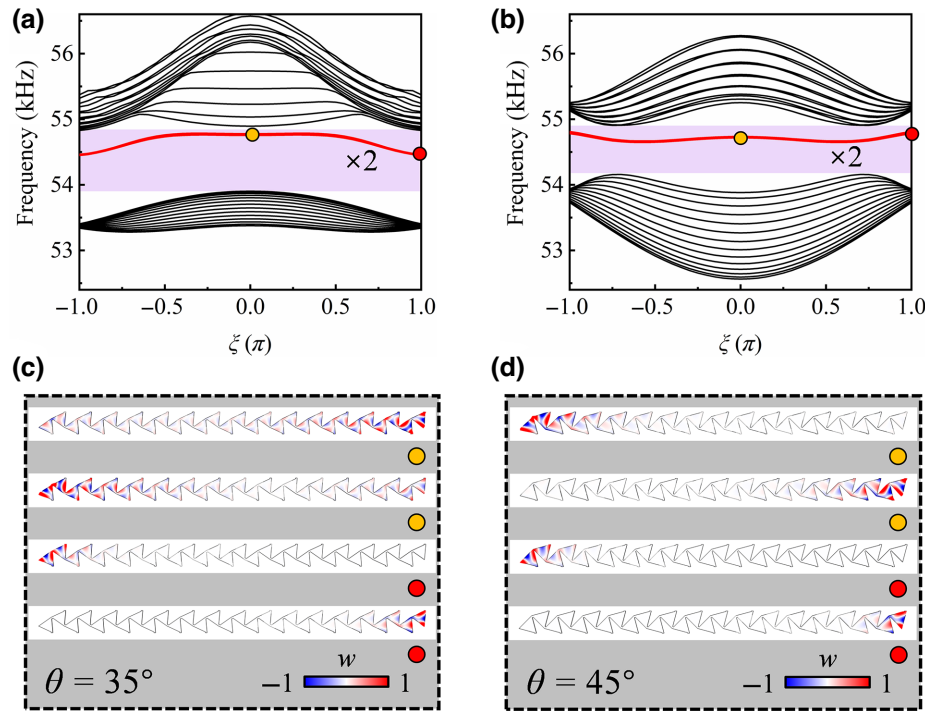 (a)
Frequency (kHz)
56
55
54
53
×2
−1.0 −0.5 0.0 0.5 1.0
ξ (π)
(b)
Frequency (kHz)
56
55
54
53
×2
−1.0 −0.5 0.0 0.5 1.0
ξ (π)
(c)
θ = 35°
w
−1 1
(d)
θ = 45°
w
−1 1